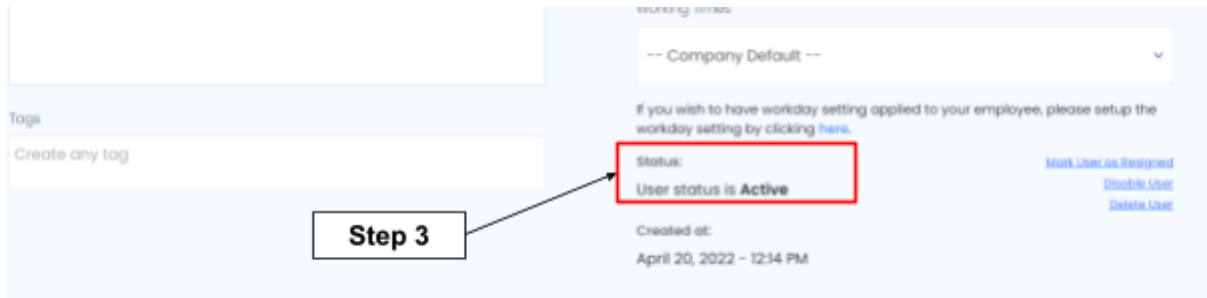 Working Times
-- Company Default --
If you wish to have workday setting applied to your employee, please setup the
workday setting by clicking here.
Tags
Create any tag
Status:
User status is Active
Mark User as Resigned
Disable User
Delete User
Step 3
Created at:
April 20, 2022 - 12:14 PM